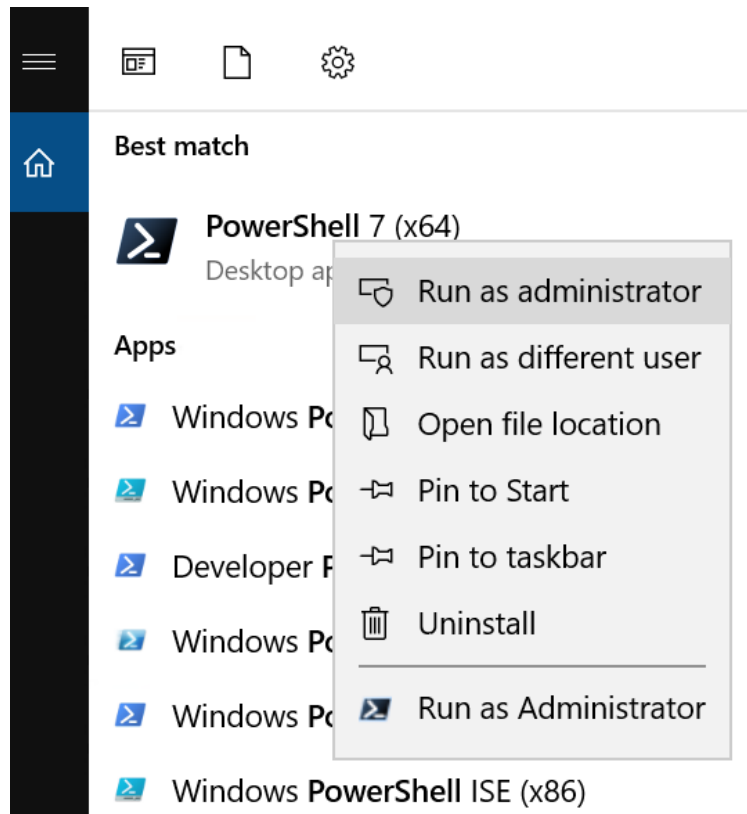 Best match
PowerShell 7 (x64)
Desktop ap
Run as administrator
Apps
Run as different user
Windows Po
Open file location
Windows Po
Pin to Start
Developer P
Pin to taskbar
Windows Po
Uninstall
Windows Po
Run as Administrator
Windows PowerShell ISE (x86)